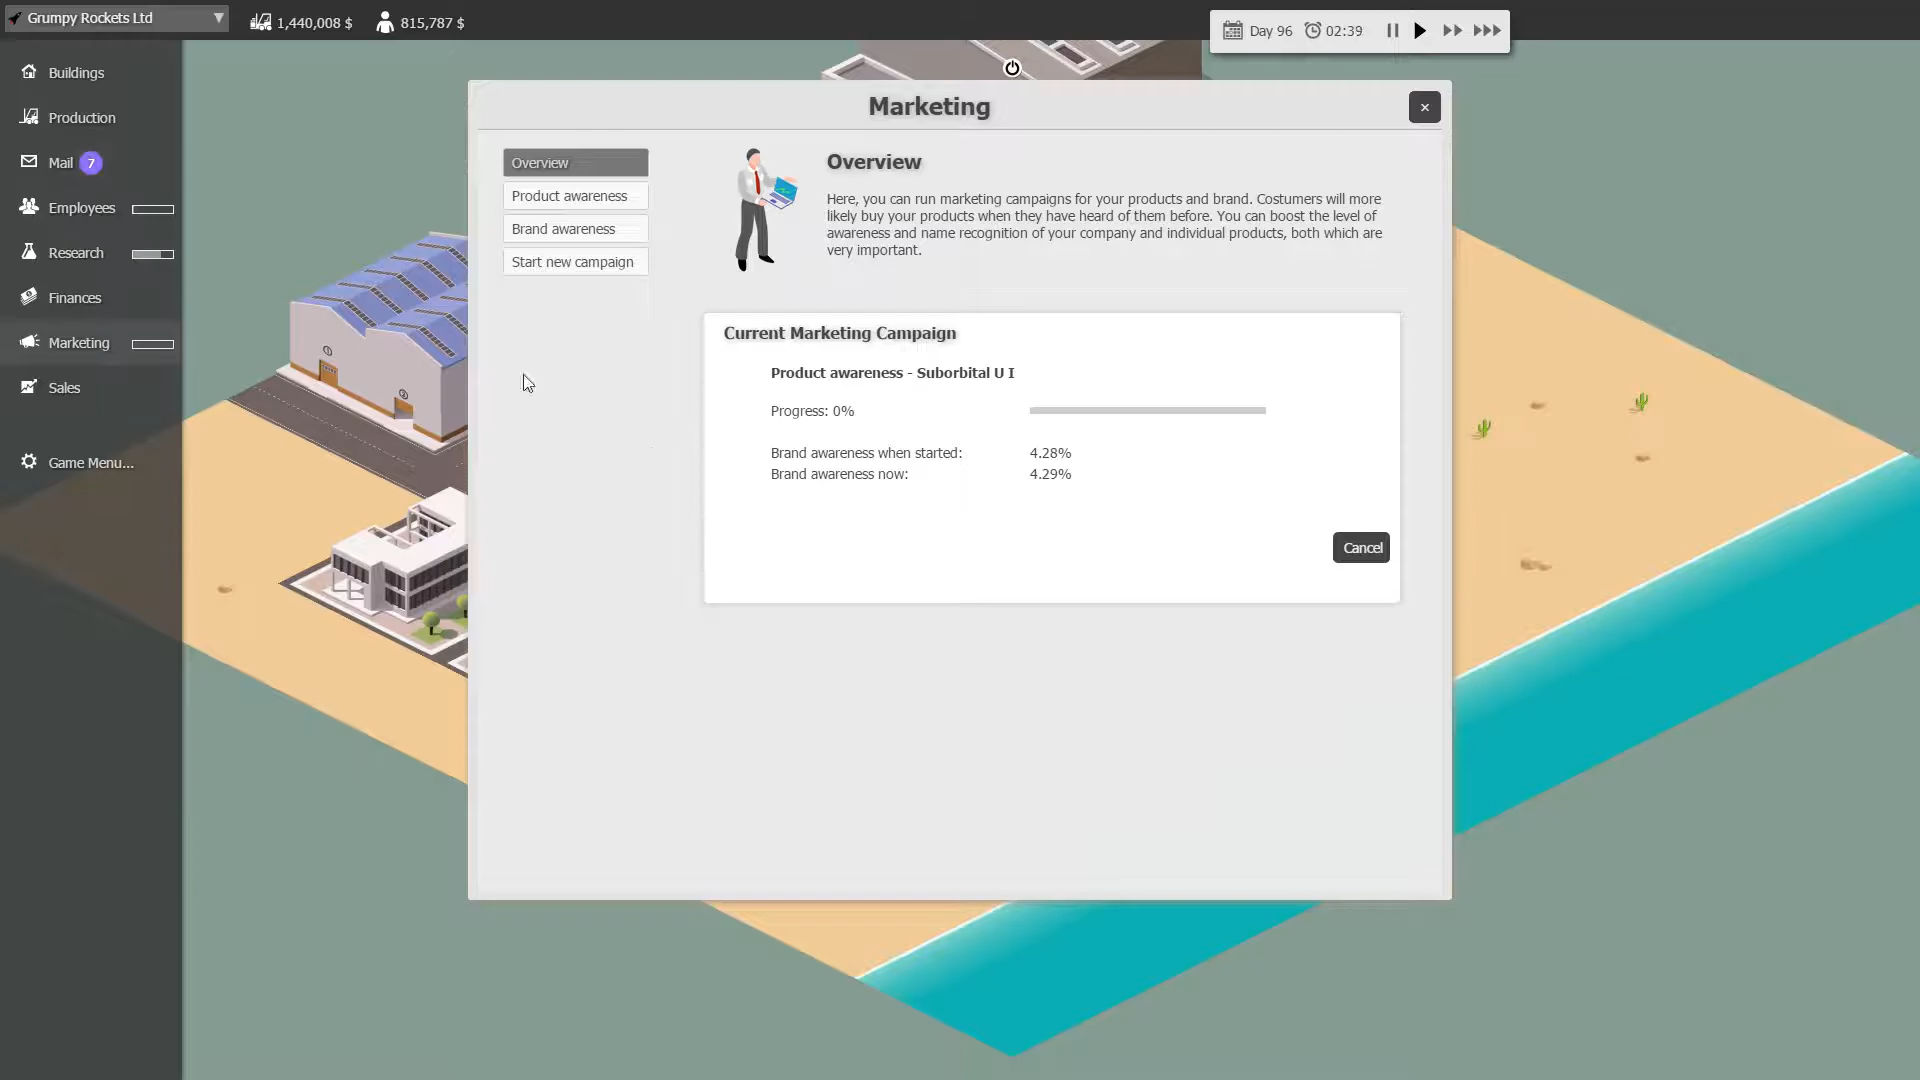 Grumpy Rockets Ltd
1,440,008 $
815,787 $
Day 96
02:39
Buildings
Production
Mail 7
Employees
Research
Finances
Marketing
Sales
Game Menu...
Marketing
×
Overview
Product awareness
Brand awareness
Start new campaign
Overview
Here, you can run marketing campaigns for your products and brand. Costumers will more
likely buy your products when they have heard of them before. You can boost the level of
awareness and name recognition of your company and individual products, both which are
very important.
Current Marketing Campaign
Product awareness - Suborbital U I
Progress: 0%
Brand awareness when started: 4.28%
Brand awareness now: 4.29%
Cancel
1
2